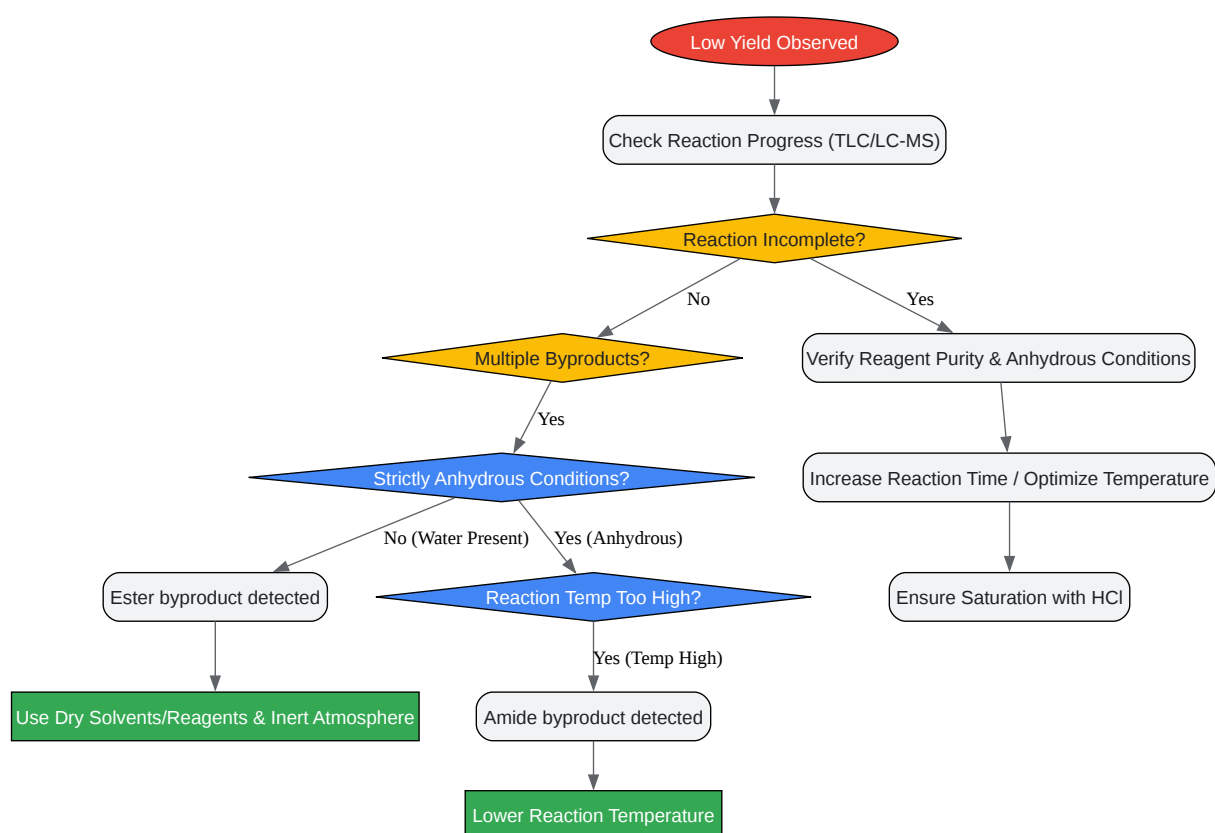 Low Yield Observed
Check Reaction Progress (TLC/LC-MS)
Reaction Incomplete?
No
Yes
Multiple Byproducts?
Verify Reagent Purity & Anhydrous Conditions
Yes
Strictly Anhydrous Conditions?
Increase Reaction Time / Optimize Temperature
No (Water Present)
Yes (Anhydrous)
Ester byproduct detected
Reaction Temp Too High?
Ensure Saturation with HCl
Yes (Temp High)
Use Dry Solvents/Reagents & Inert Atmosphere
Amide byproduct detected
Lower Reaction Temperature